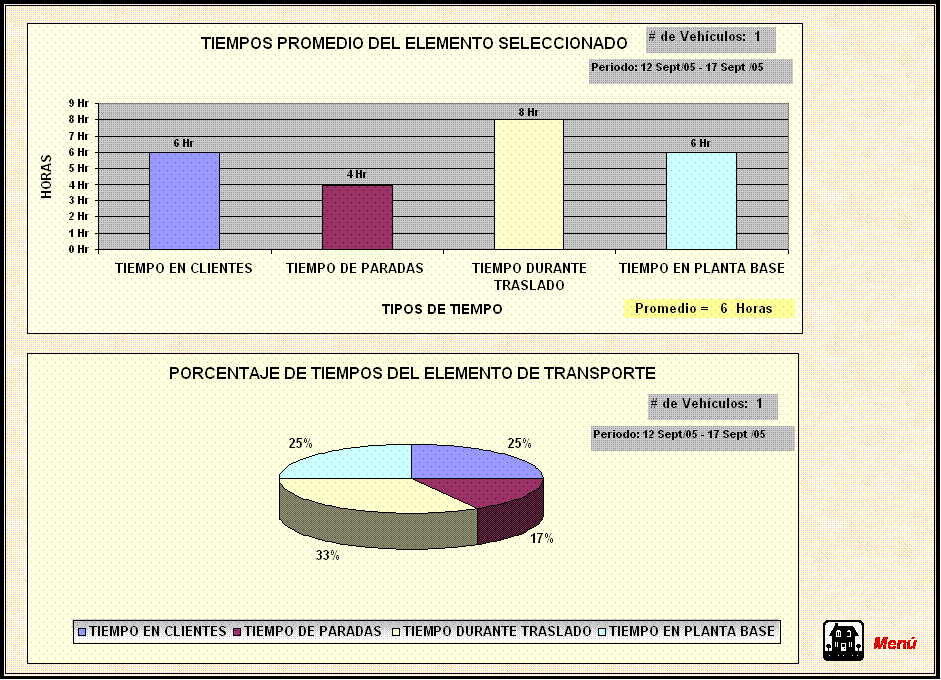 TIEMPOS PROMEDIO DEL ELEMENTO SELECCIONADO
# de Vehículos: 1
Periodo: 12 Sept/05 - 17 Sept /05
HORAS
9 Hr
8 Hr
7 Hr
6 Hr
5 Hr
4 Hr
3 Hr
2 Hr
1 Hr
0 Hr
6 Hr
4 Hr
8 Hr
6 Hr
TIEMPO EN CLIENTES
TIEMPO DE PARADAS
TIEMPO DURANTE
TRASLADO
TIEMPO EN PLANTA BASE
TIPOS DE TIEMPO
Promedio = 6 Horas
PORCENTAJE DE TIEMPOS DEL ELEMENTO DE TRANSPORTE
# de Vehículos: 1
Periodo: 12 Sept/05 - 17 Sept /05
25%
25%
17%
33%
TIEMPO EN CLIENTES TIEMPO DE PARADAS TIEMPO DURANTE TRASLADO TIEMPO EN PLANTA BASE
Menú